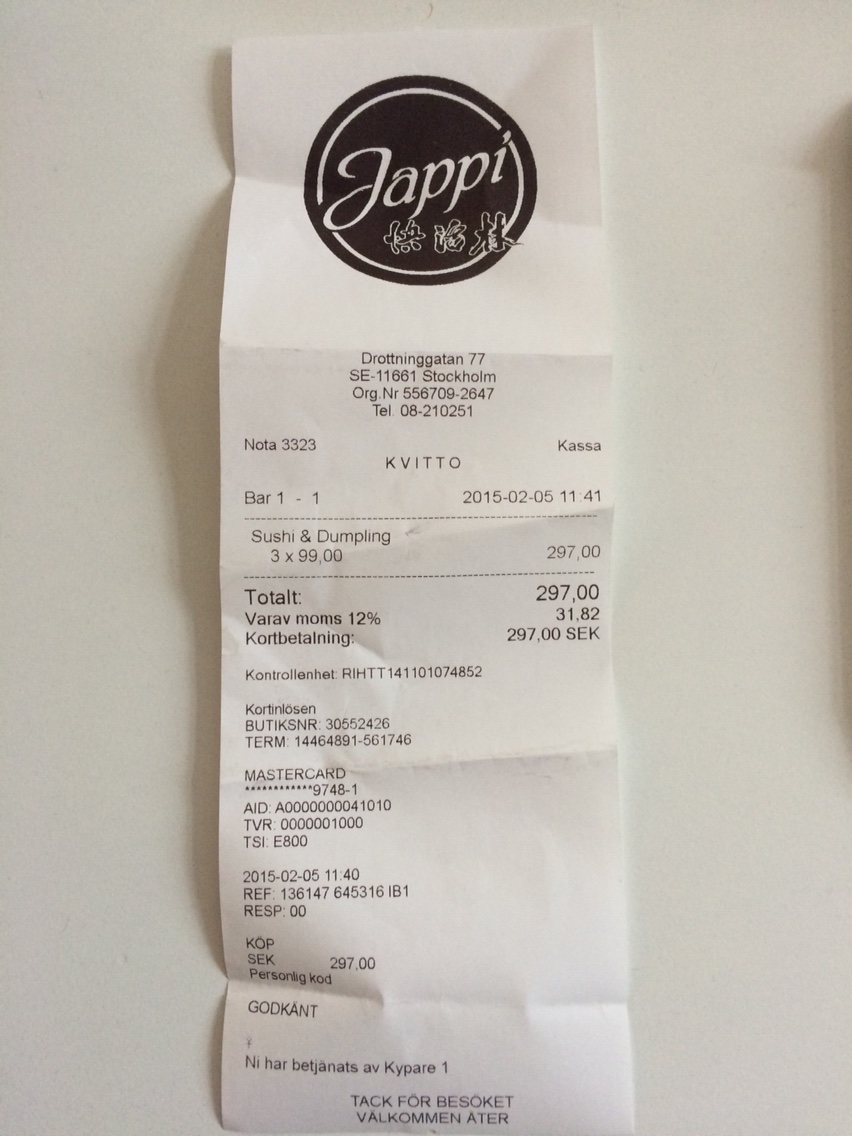 Jappi
Drottninggatan 77
SE-11661 Stockholm
Org.Nr 556709-2647
Tel. 08-210251
Nota 3323 Kassa
KVITTO
Bar 1 - 1 2015-02-05 11:41
Sushi & Dumpling
3 x 99,00 297,00
Totalt: 297,00
Varav moms 12% 31,82
Kortbetalning: 297,00 SEK
Kontrollenhet: RIHTT141101074852
Kortinlösen
BUTIKSNR: 30552426
TERM: 14464891-561746
MASTERCARD
************9748-1
AID: A0000000041010
TVR: 0000001000
TSI: E800
2015-02-05 11:40
REF: 136147 645316 IB1
RESP: 00
KÖP
SEK 297,00
Personlig kod
GODKÄNT
¥
Ni har betjänats av Kypare 1
TACK FÖR BESÖKET
VÄLKOMMEN ÅTER